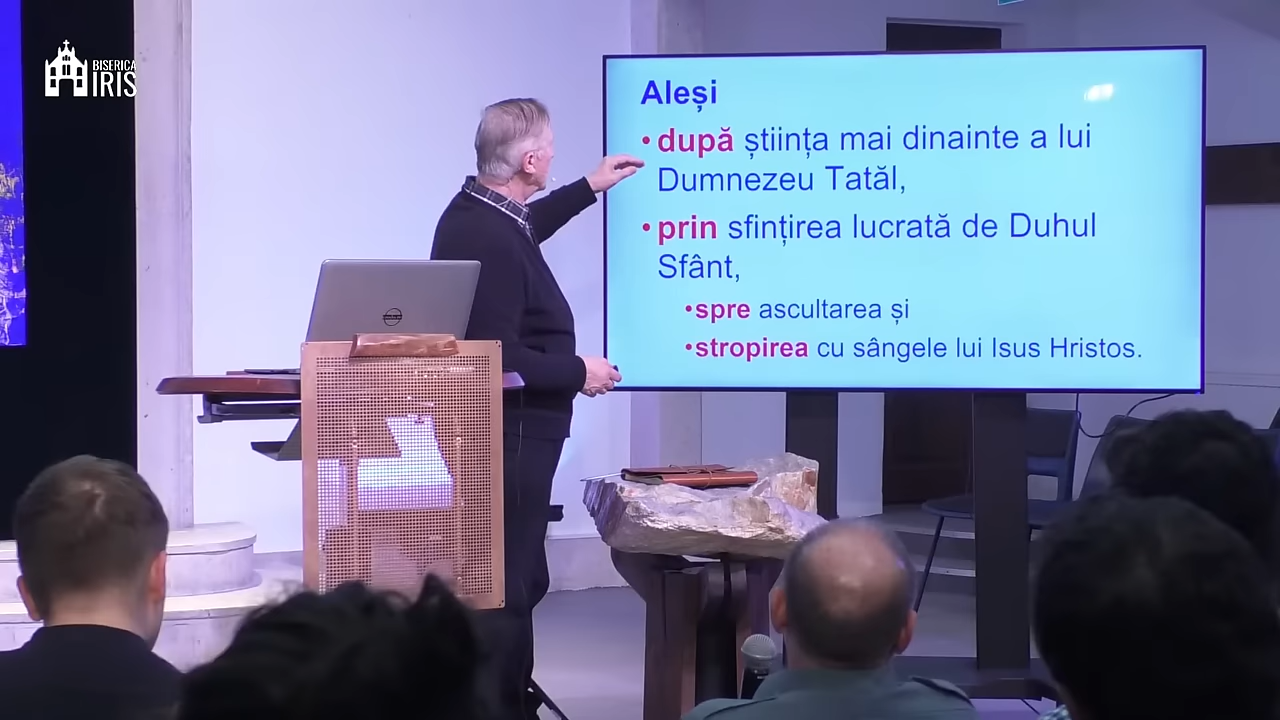 BISERICA
IRIS
Aleși
•după știința mai dinainte a lui
Dumnezeu Tatăl,
•prin sfințirea lucrată de Duhul
Sfânt,
•spre ascultarea și
•stropirea cu sângele lui Isus Hristos.